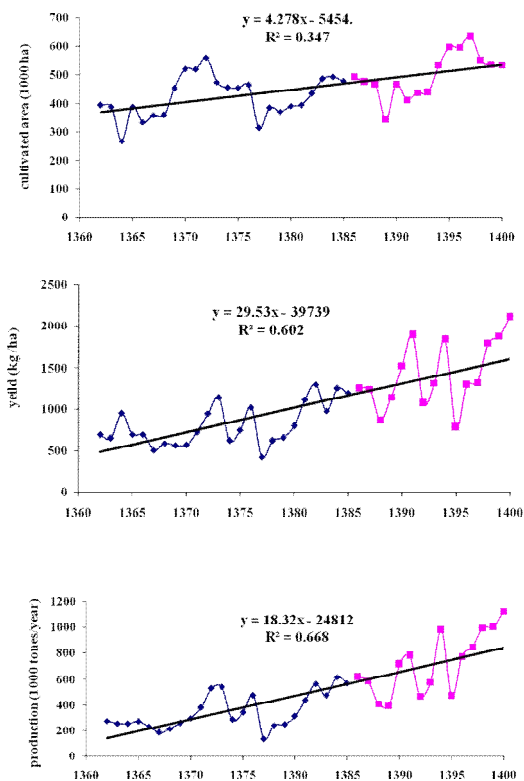 y = 4.278x - 5454.
R² = 0.347
cultivated area (1000 ha)
700
600
500
400
300
200
100
0
1360 1365 1370 1375 1380 1385 1390 1395 1400
y = 29.53x - 39739
R² = 0.602
yeild (kg/ha)
2500
2000
1500
1000
500
0
1360 1365 1370 1375 1380 1385 1390 1395 1400
y = 18.32x - 24812
R² = 0.668
production (1000 tones/year)
1200
1000
800
600
400
200
0
1360 1365 1370 1375 1380 1385 1390 1395 1400